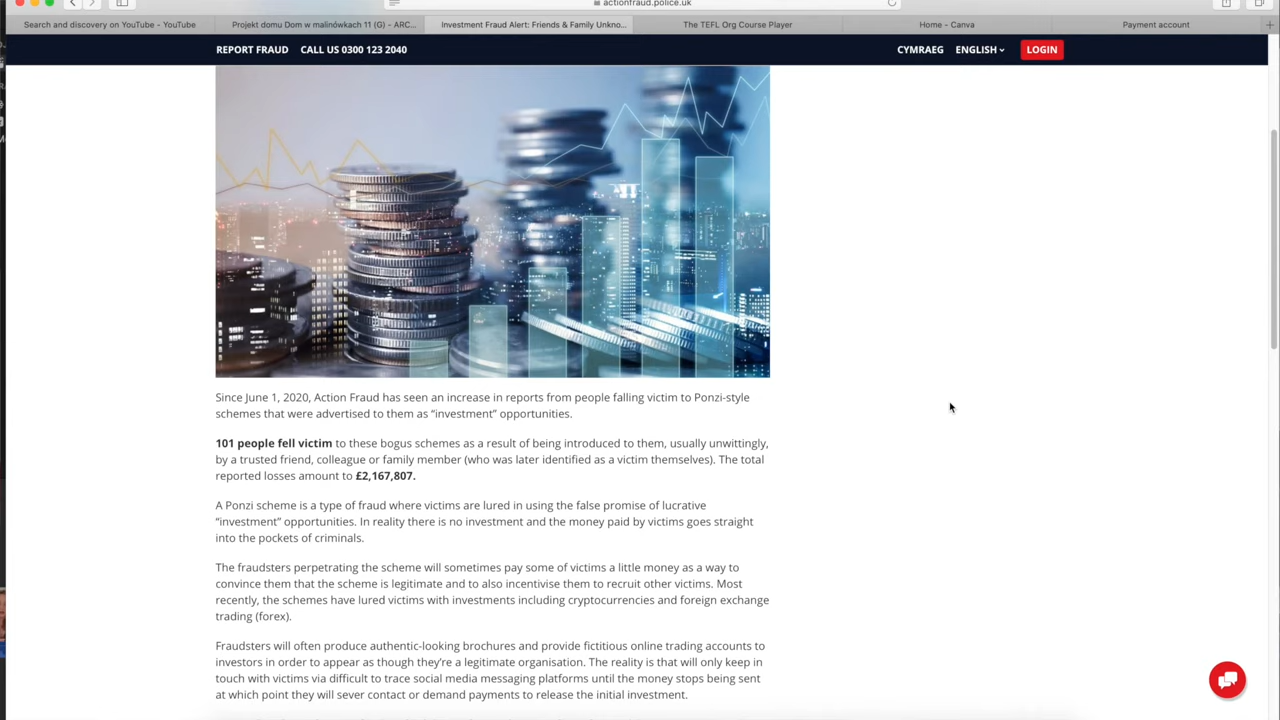 actionfraud.police.uk
Search and discovery on YouTube - YouTube
Projekt domu Dom w malinówkach 11 (G) - ARC...
Investment Fraud Alert: Friends & Family Unkno...
The TEFL Org Course Player
Home - Canva
Payment account
REPORT FRAUD CALL US 0300 123 2040 CYMRAEG ENGLISH LOGIN
Since June 1, 2020, Action Fraud has seen an increase in reports from people falling victim to Ponzi-style
schemes that were advertised to them as “investment” opportunities.
101 people fell victim to these bogus schemes as a result of being introduced to them, usually unwittingly,
by a trusted friend, colleague or family member (who was later identified as a victim themselves). The total
reported losses amount to £2,167,807.
A Ponzi scheme is a type of fraud where victims are lured in using the false promise of lucrative
“investment” opportunities. In reality there is no investment and the money paid by victims goes straight
into the pockets of criminals.
The fraudsters perpetrating the scheme will sometimes pay some of victims a little money as a way to
convince them that the scheme is legitimate and to also incentivise them to recruit other victims. Most
recently, the schemes have lured victims with investments including cryptocurrencies and foreign exchange
trading (forex).
Fraudsters will often produce authentic-looking brochures and provide fictitious online trading accounts to
investors in order to appear as though they’re a legitimate organisation. The reality is that will only keep in
touch with victims via difficult to trace social media messaging platforms until the money stops being sent
at which point they will sever contact or demand payments to release the initial investment.